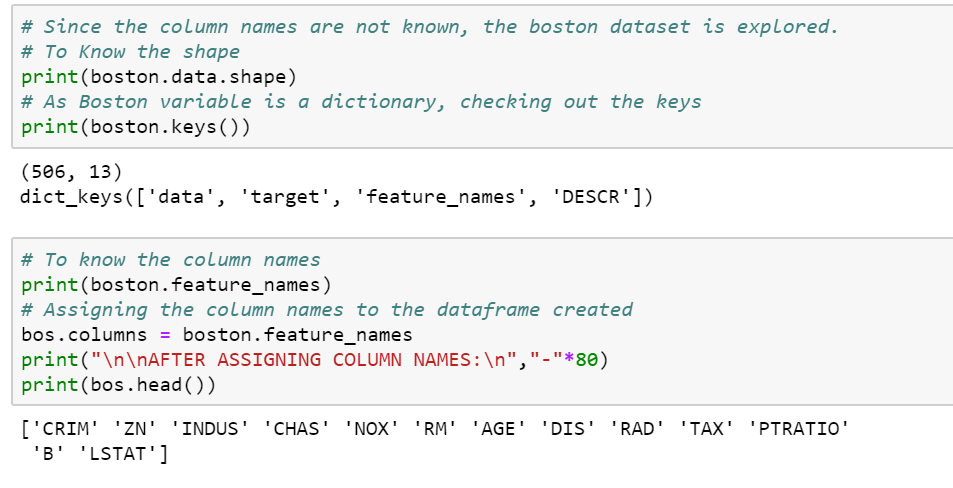 # Since the column names are not known, the boston dataset is explored.
# To Know the shape
print(boston.data.shape)
# As Boston variable is a dictionary, checking out the keys
print(boston.keys())
(506, 13)
dict_keys(['data', 'target', 'feature_names', 'DESCR'])
# To know the column names
print(boston.feature_names)
# Assigning the column names to the dataframe created
bos.columns = boston.feature_names
print("\n\nAFTER ASSIGNING COLUMN NAMES:\n","-"*80)
print(bos.head())
['CRIM' 'ZN' 'INDUS' 'CHAS' 'NOX' 'RM' 'AGE' 'DIS' 'RAD' 'TAX' 'PTRATIO'
 'B' 'LSTAT']